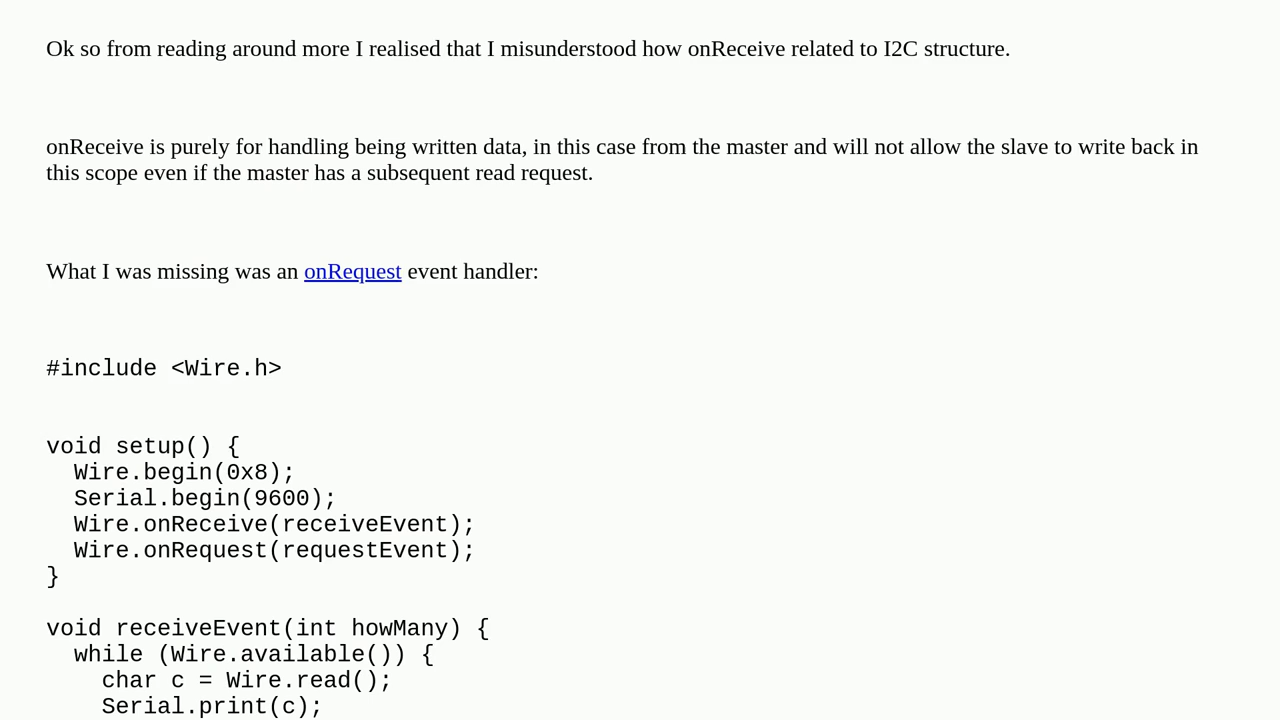 Ok so from reading around more I realised that I misunderstood how onReceive related to I2C structure.
onReceive is purely for handling being written data, in this case from the master and will not allow the slave to write back in
this scope even if the master has a subsequent read request.
What I was missing was an onRequest event handler:
#include <Wire.h>
void setup() {
  Wire.begin(0x8);
  Serial.begin(9600);
  Wire.onReceive(receiveEvent);
  Wire.onRequest(requestEvent);
}
void receiveEvent(int howMany) {
  while (Wire.available()) {
    char c = Wire.read();
    Serial.print(c);